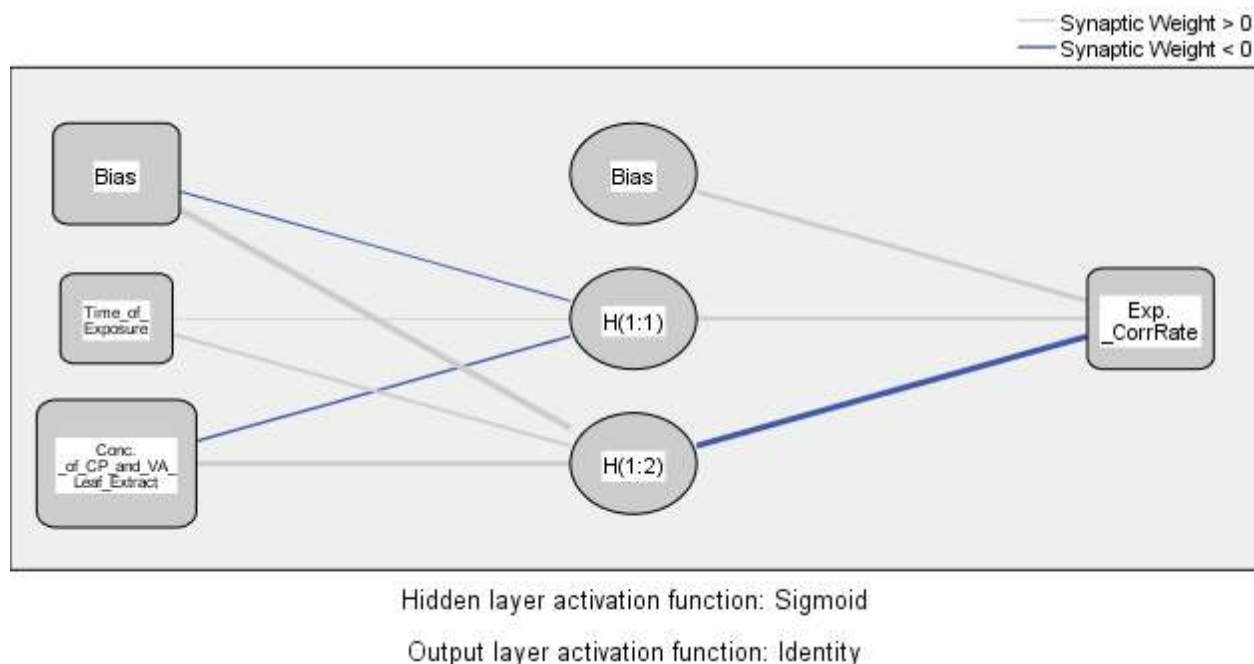 Synaptic Weight > 0
Synaptic Weight < 0
Bias
Bias
Time_of_
Exposure
H(1:1)
Exp.
_CorrRate
Conc.
_of_CP_and_VA_
Leaf_Extract
H(1:2)
Hidden layer activation function: Sigmoid
Output layer activation function: Identity